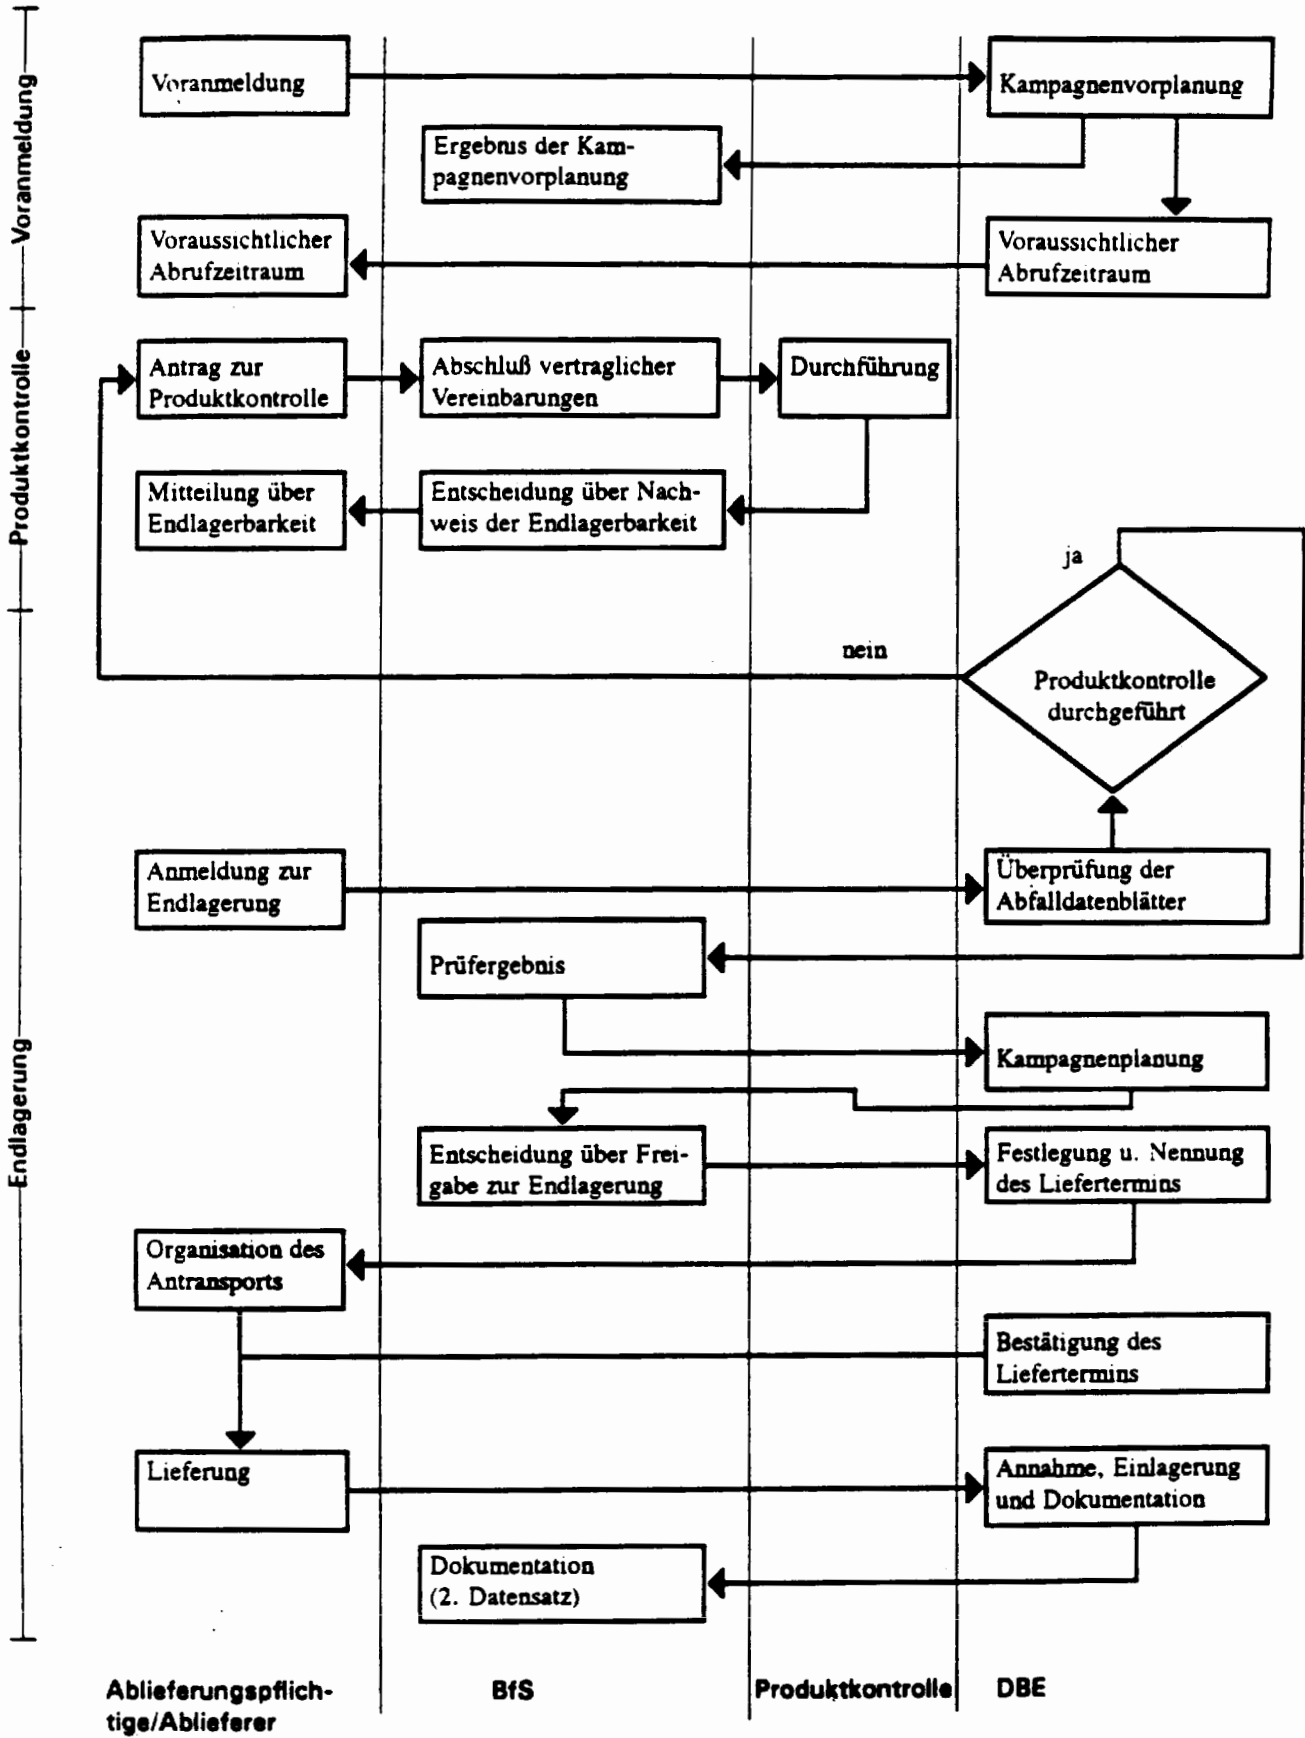 Voranmeldung
Kampagnenvorplanung
Ergebnis der Kam-
pagnenvorplanung
Voraussichtlicher
Abrufzeitraum
Voraussichtlicher
Abrufzeitraum
Voranmeldung
Antrag zur
Produktkontrolle
Abschluß vertraglicher
Vereinbarungen
Durchführung
Mitteilung über
Endlagerbarkeit
Entscheidung über Nach-
weis der Endlagerbarkeit
Produktkontrolle
ja
nein
Produktkontrolle
durchgeführt
Anmeldung zur
Endlagerung
Überprüfung der
Abfalldatenblätter
Prüfergebnis
Kampagnenplanung
Entscheidung über Frei-
gabe zur Endlagerung
Festlegung u. Nennung
des Liefertermins
Organisation des
Antransports
Bestätigung des
Liefertermins
Lieferung
Annahme, Einlagerung
und Dokumentation
Dokumentation
(2. Datensatz)
Endlagerung
Ablieferungspflich-
tige/Ablieferer
BfS
Produktkontrolle
DBE